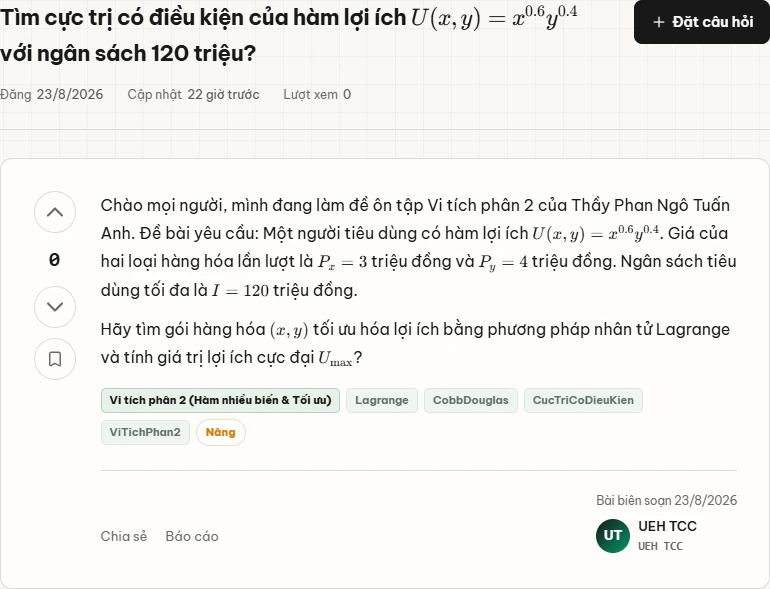 Tìm cực trị có điều kiện của hàm lợi ích U(x, y) = x^0.6 y^0.4
với ngân sách 120 triệu?
+ Đặt câu hỏi
Đăng 23/8/2026 Cập nhật 22 giờ trước Lượt xem 0
Chào mọi người, mình đang làm đề ôn tập Vi tích phân 2 của Thầy Phan Ngô Tuấn
Anh. Đề bài yêu cầu: Một người tiêu dùng có hàm lợi ích U(x, y) = x^0.6 y^0.4. Giá của
0
hai loại hàng hóa lần lượt là P_x = 3 triệu đồng và P_y = 4 triệu đồng. Ngân sách tiêu
dùng tối đa là I = 120 triệu đồng.
Hãy tìm gói hàng hóa (x, y) tối ưu hóa lợi ích bằng phương pháp nhân tử Lagrange
và tính giá trị lợi ích cực đại U_max?
Vi tích phân 2 (Hàm nhiều biến & Tối ưu) Lagrange CobbDouglas CucTriCoDieuKien
ViTichPhan2 Nâng
Bài biên soạn 23/8/2026
Chia sẻ Báo cáo UT UEH TCC
UEH TCC